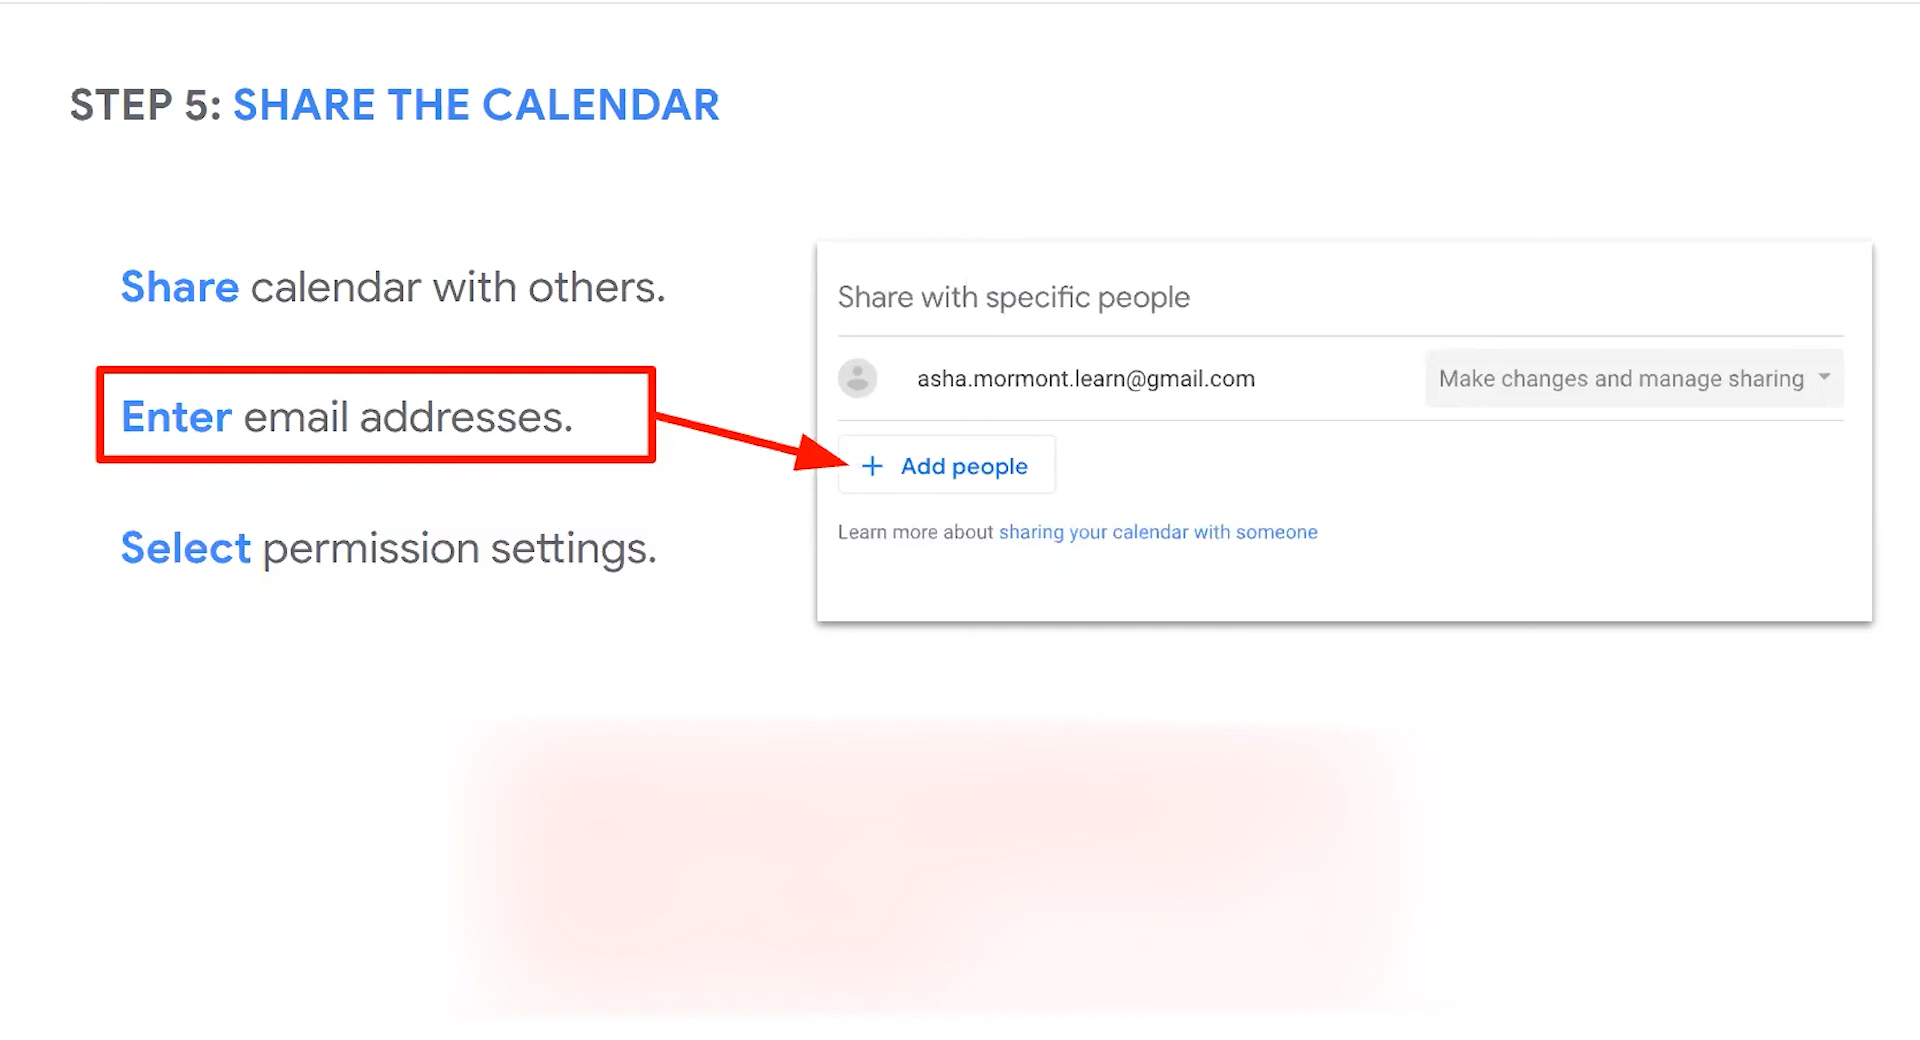 STEP 5: SHARE THE CALENDAR
Share calendar with others.
Enter email addresses.
Select permission settings.
Share with specific people
asha.mormont.learn@gmail.com
Make changes and manage sharing
+ Add people
Learn more about sharing your calendar with someone